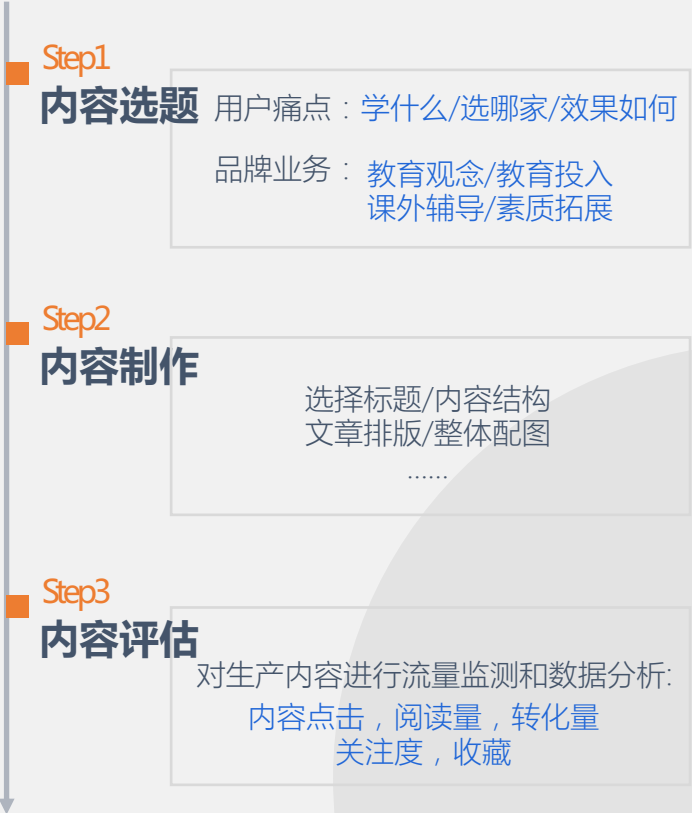 Step1
内容选题
用户痛点：学什么/选哪家/效果如何
品牌业务：教育观念/教育投入
课外辅导/素质拓展
Step2
内容制作
选择标题/内容结构
文章排版/整体配图
......
Step3
内容评估
对生产内容进行流量监测和数据分析:
内容点击，阅读量，转化量
关注度，收藏